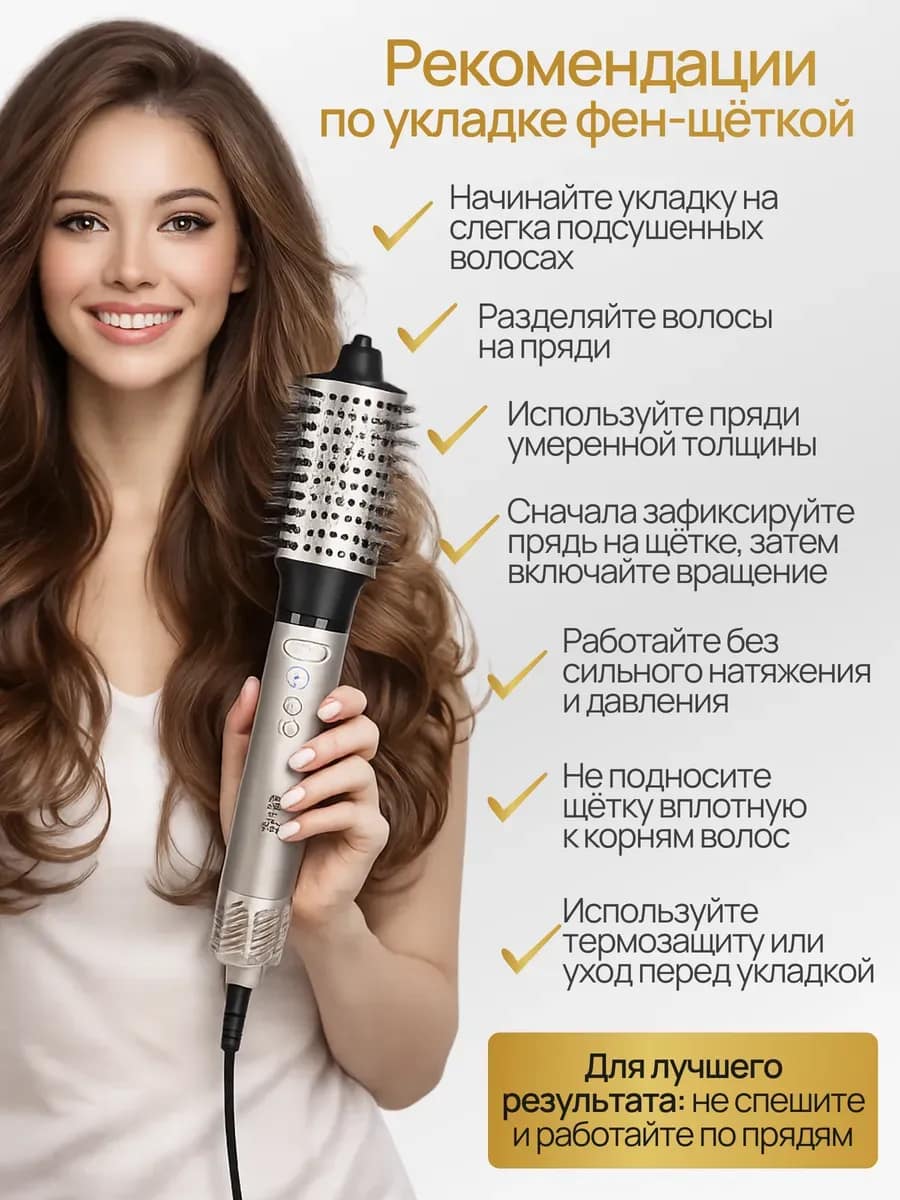 Рекомендации
по укладке фен-щёткой
Начинайте укладку на
слегка подсушенных
волосах
Разделяйте волосы
на пряди
Используйте пряди
умеренной толщины
Сначала зафиксируйте
прядь на щётке, затем
включайте вращение
Работайте без
сильного натяжения
и давления
Не подносите
щётку вплотную
к корням волос
Используйте
термозащиту или
уход перед укладкой
Для лучшего
результата: не спешите
и работайте по прядям